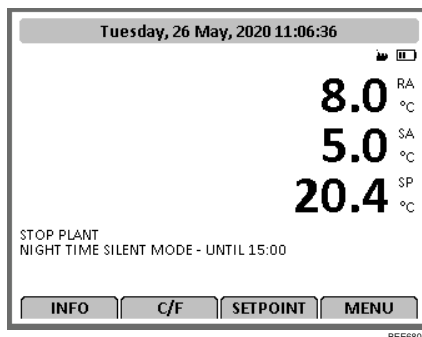 Tuesday, 26 May, 2020 11:06:36
8.0 RA °C
5.0 SA °C
20.4 SP °C
STOP PLANT
NIGHT TIME SILENT MODE - UNTIL 15:00
INFO C/F SETPOINT MENU